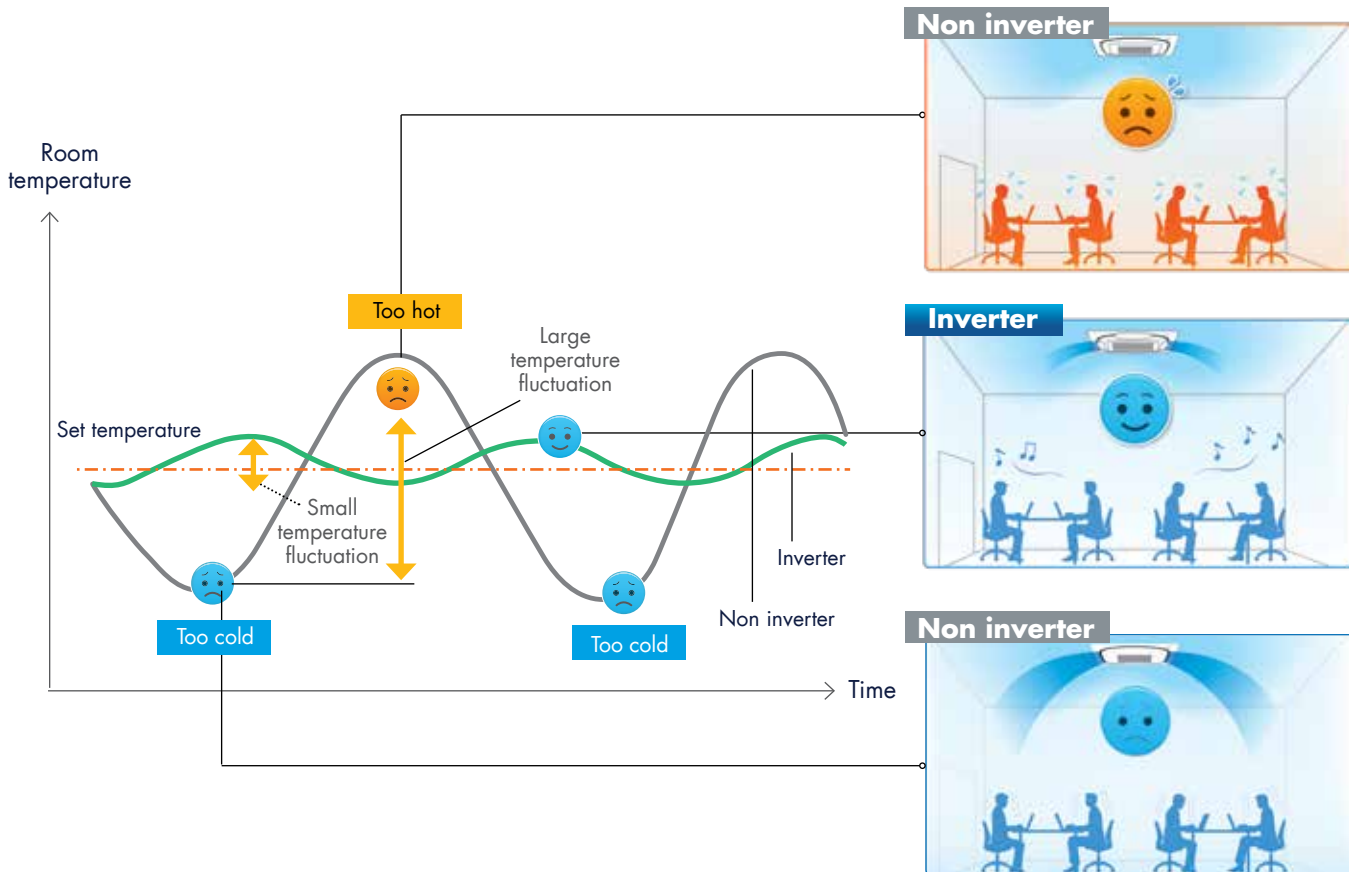 Non inverter
Room
temperature
Too hot
Large
temperature
fluctuation
Inverter
Set temperature
Small
temperature
fluctuation
Inverter
Non inverter
Too cold
Too cold
Non inverter
Time